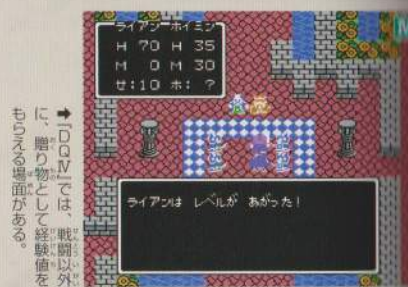 ライアン ホイミン
H 70 H 35
M 0 M 30
せ:10 ホ: ?
ライアンは レベルが あがった!
➡『DQⅣ』では、戦闘以外
に、贈り物として経験値を
もらえる場面がある。